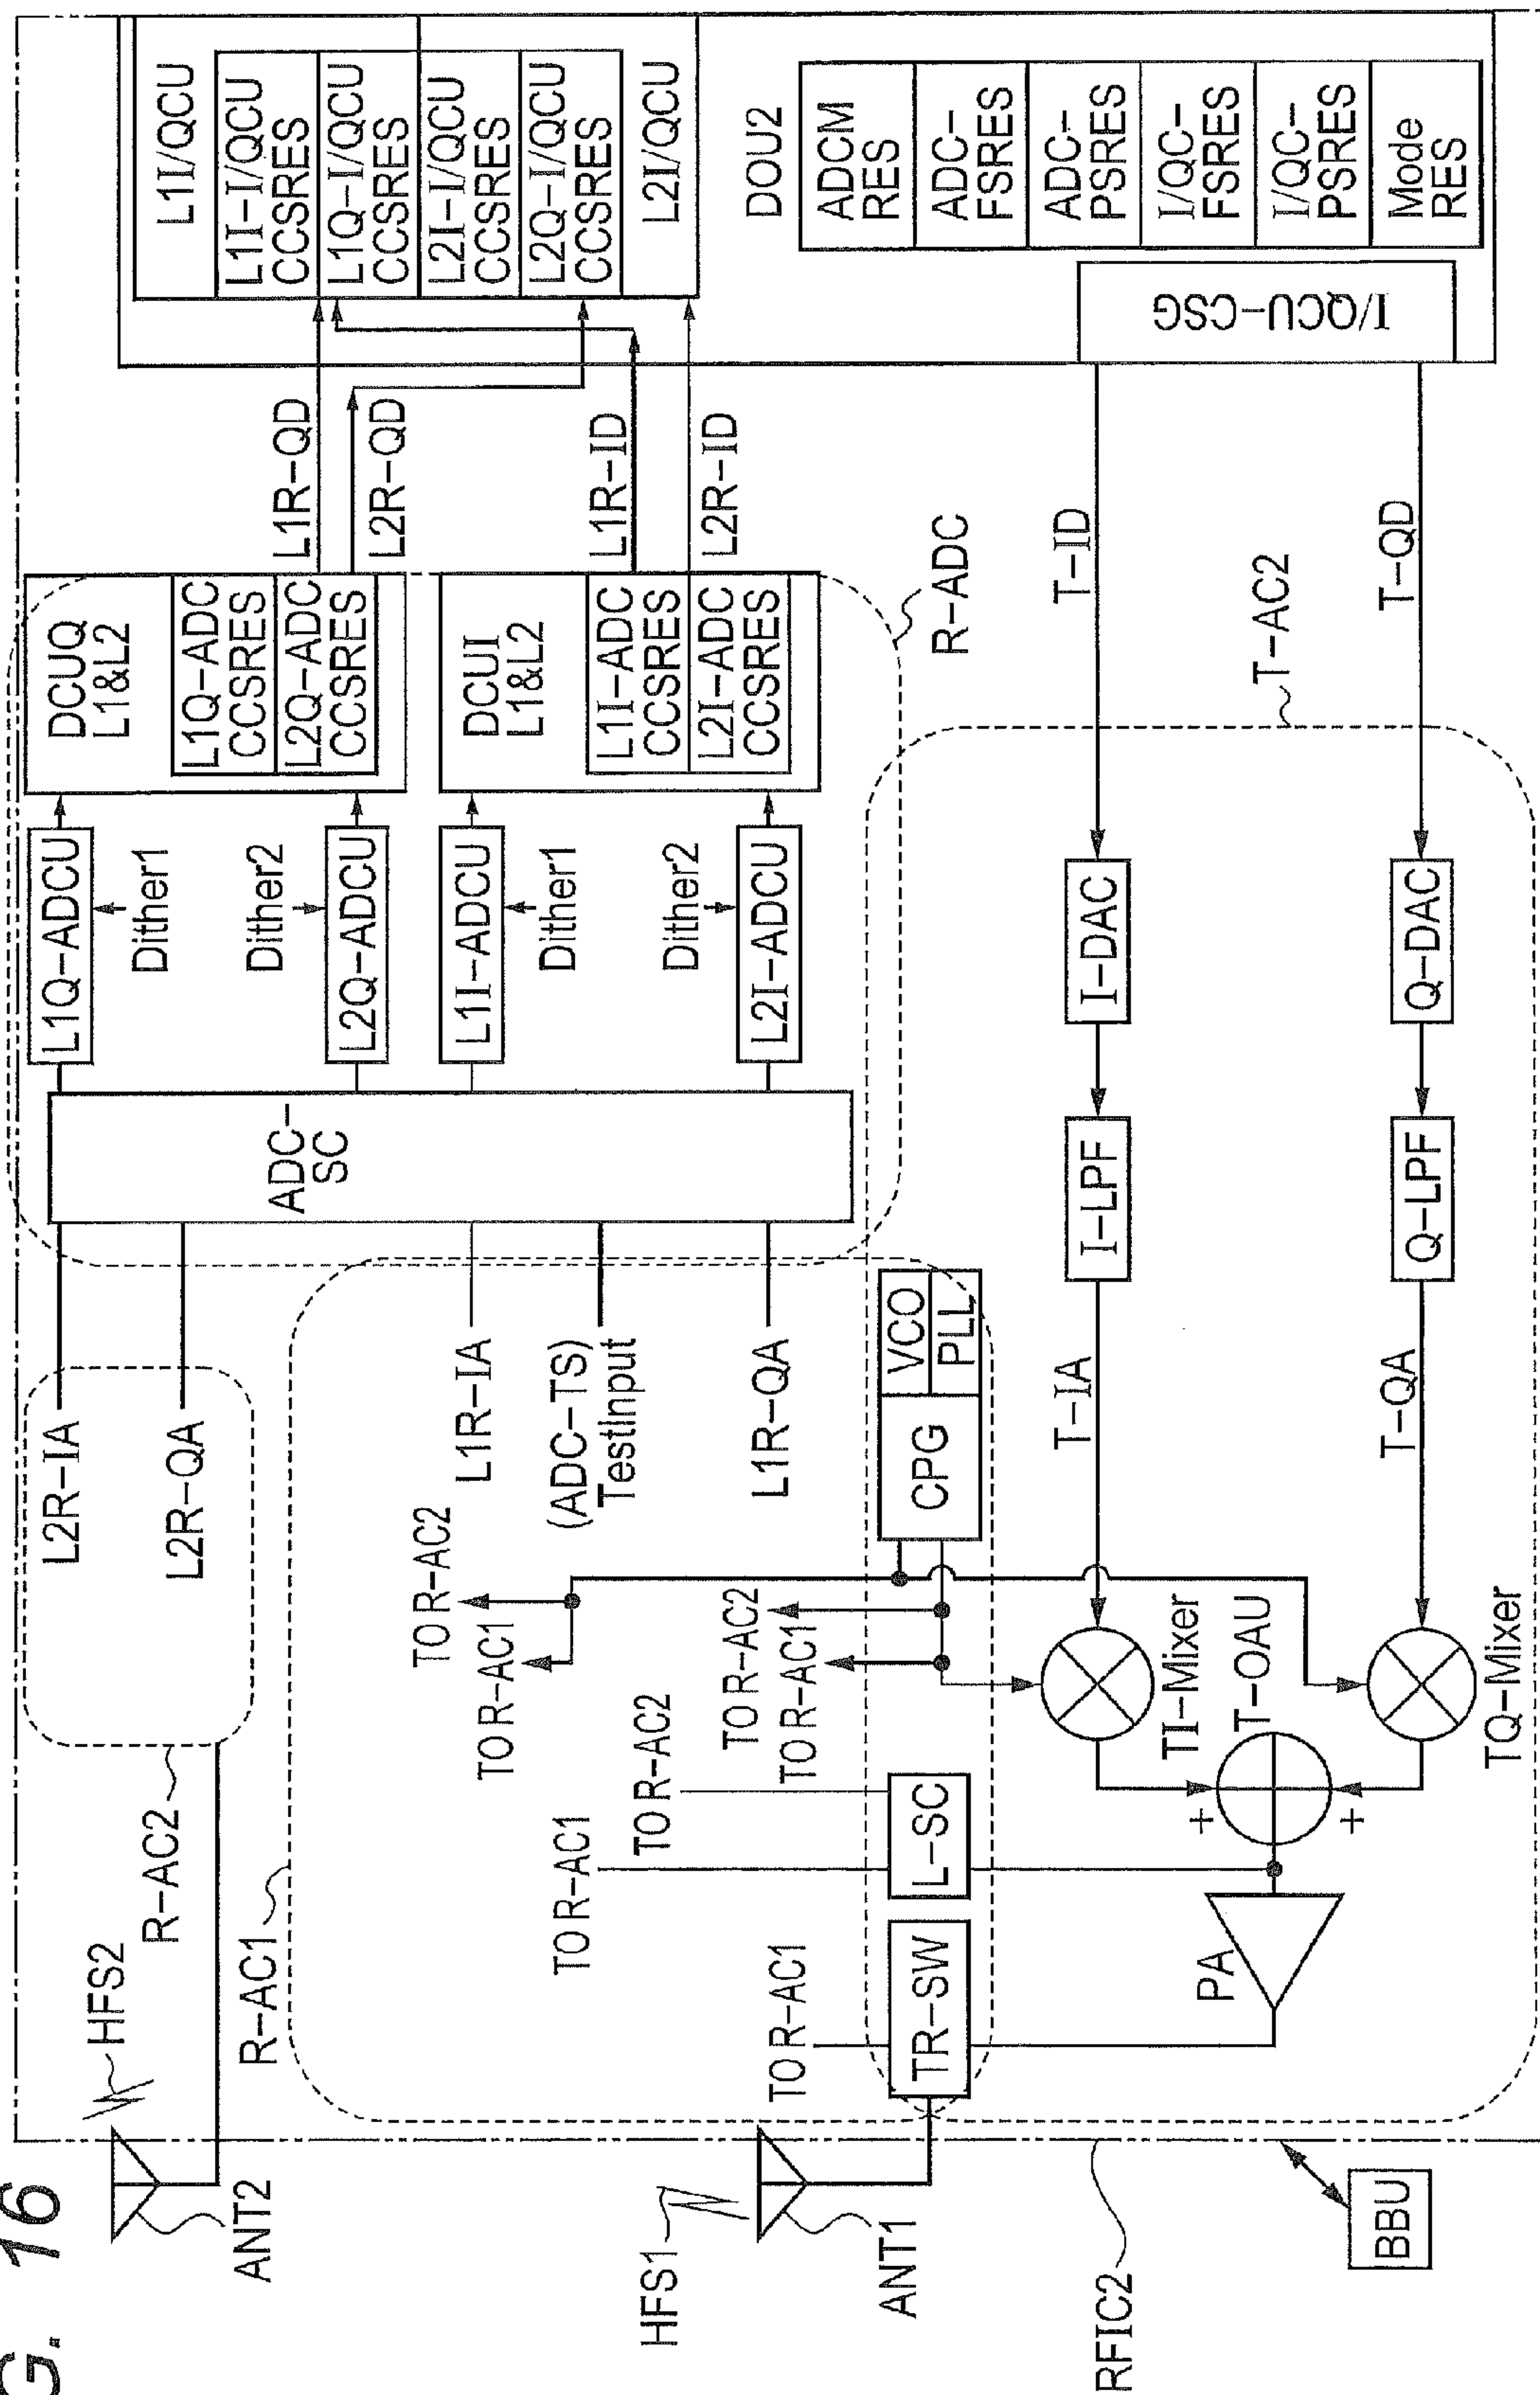 G. 16
HFS2
ANT2
R-AC2
L2R-IA
L2R-QA
R-AC1
HFS1
ANT1
RFIC2
BBU
TO R-AC1
TO R-AC1
TO R-AC2
TO R-AC1
TO R-AC2
TO R-AC1
TO R-AC2
TR-SW
L-SC
PA
+
+
T-OAU
TI-Mixer
TQ-Mixer
CPG
VCO
PLL
L1R-IA
(ADC-TS)
TestInput
L1R-QA
T-IA
T-QA
I-LPF
Q-LPF
I-DAC
Q-DAC
T-ID
T-QD
T-AC2
R-ADC
ADC-
SC
L1Q-ADCU
Dither1
Dither2
L2Q-ADCU
L1I-ADCU
Dither1
Dither2
L2I-ADCU
DCUQ
L1&L2
L1Q-ADC
CCSRES
L2Q-ADC
CCSRES
DCUI
L1&L2
L1I-ADC
CCSRES
L2I-ADC
CCSRES
L1R-QD
L2R-QD
L1R-ID
L2R-ID
L1I/QCU
L1I-I/QCU
CCSRES
L1Q-I/QCU
CCSRES
L2I-I/QCU
CCSRES
L2Q-I/QCU
CCSRES
L2I/QCU
DOU2
ADCM
RES
ADC-
FSRES
ADC-
PSRES
I/QC-
FSRES
I/QC-
PSRES
Mode
RES
I/QCU-CSG